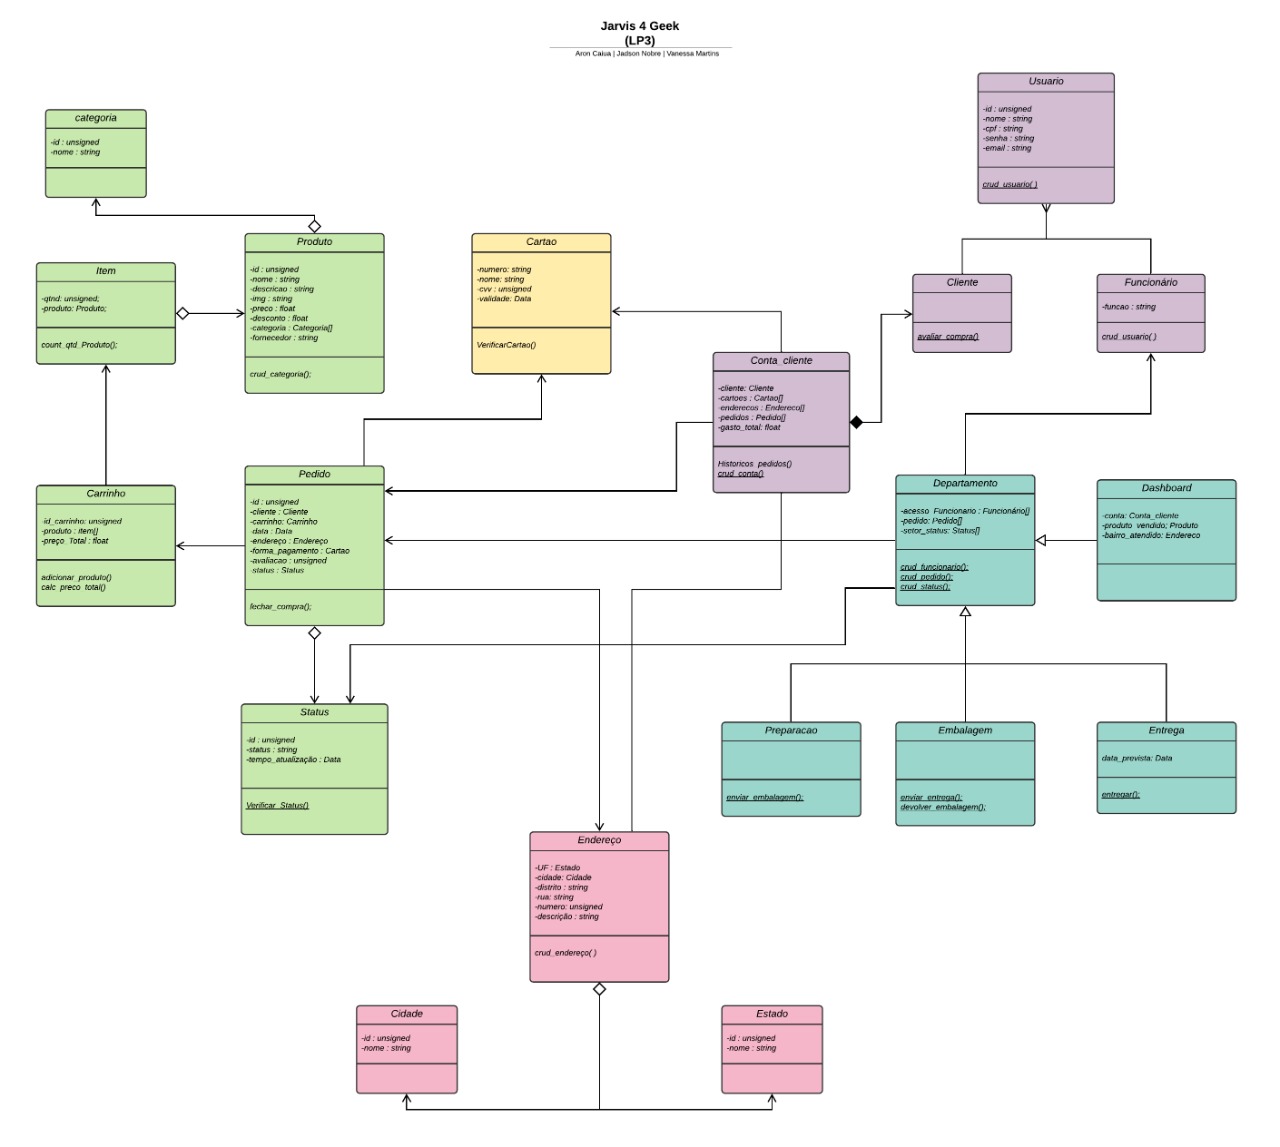 Jarvis 4 Geek
(LP3)
Aron Caiua | Jadson Nobre | Vanessa Martins
Usuario
-id : unsigned
-nome : string
-cpf : string
-senha : string
-email : string
crud_usuario( )
categoria
-id : unsigned
-nome : string
Produto
-id : unsigned
-nome : string
-descricao : string
-img : string
-preco : float
-desconto : float
-categoria : Categoria[]
-fornecedor : string
crud_categoria();
Cartao
-numero: string
-nome: string
-cvv : unsigned
-validade: Data
VerificarCartao()
Item
-qtnd: unsigned;
-produto: Produto;
count_qtd_Produto();
Cliente
avaliar_compra()
Funcionário
-funcao : string
crud_usuario( )
Conta_cliente
-cliente: Cliente
-cartoes : Cartao[]
-enderecos : Endereco[]
-pedidos : Pedido[]
-gasto_total: float
Historicos_pedidos()
crud_conta()
Pedido
-id : unsigned
-cliente : Cliente
-carrinho: Carrinho
-data : Data
-endereço : Endereço
-forma_pagamento : Cartao
-avaliacao : unsigned
-status : Status
fechar_compra();
Carrinho
-id_carrinho: unsigned
-produto : Item[]
-preço_Total : float
adicionar_produto()
calc_preco_total()
Departamento
-acesso_Funcionario : Funcionário[]
-pedido: Pedido[]
-setor_status: Status[]
crud_funcionario();
crud_pedido();
crud_status();
Dashboard
-conta: Conta_cliente
-produto_vendido; Produto
-bairro_atendido: Endereco
Status
-id : unsigned
-status : string
-tempo_atualização : Data
Verificar_Status()
Preparacao
enviar_embalagem();
Embalagem
enviar_entrega();
devolver_embalagem();
Entrega
data_prevista: Data
entregar();
Endereço
-UF : Estado
-cidade: Cidade
-distrito : string
-rua: string
-numero: unsigned
-descrição : string
crud_endereço( )
Cidade
-id : unsigned
-nome : string
Estado
-id : unsigned
-nome : string